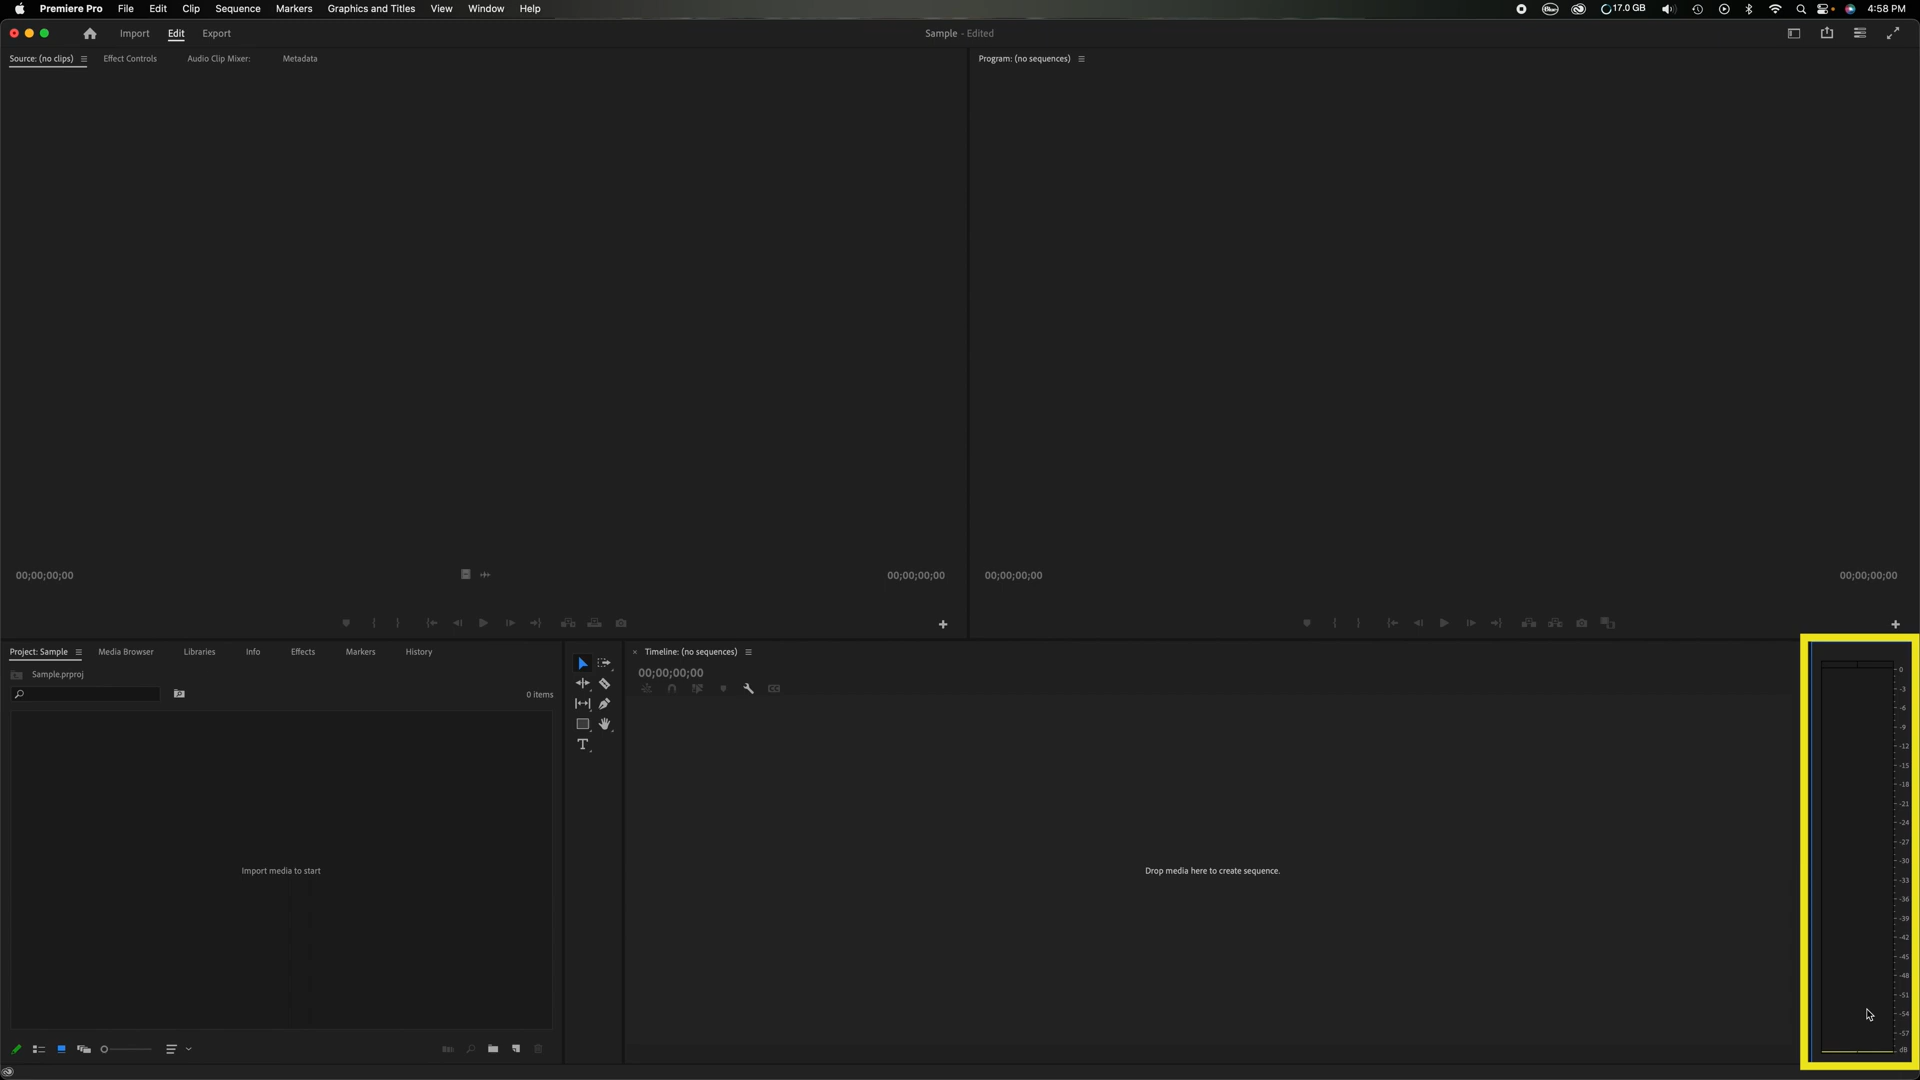 Premiere Pro File Edit Clip Sequence Markers Graphics and Titles View Window Help 17.0 GB 4:58 PM
Import Edit Export Sample - Edited
Source: (no clips) Effect Controls Audio Clip Mixer: Metadata Program: (no sequences)
00;00;00;00 00;00;00;00 00;00;00;00 00;00;00;00
Project: Sample Media Browser Libraries Info Effects Markers History Timeline: (no sequences)
Sample.prproj 00;00;00;00
0 items
Import media to start
Drop media here to create sequence.
0
-3
-6
-9
-12
-15
-18
-21
-24
-27
-30
-33
-36
-39
-42
-45
-48
-51
-54
-57
dB